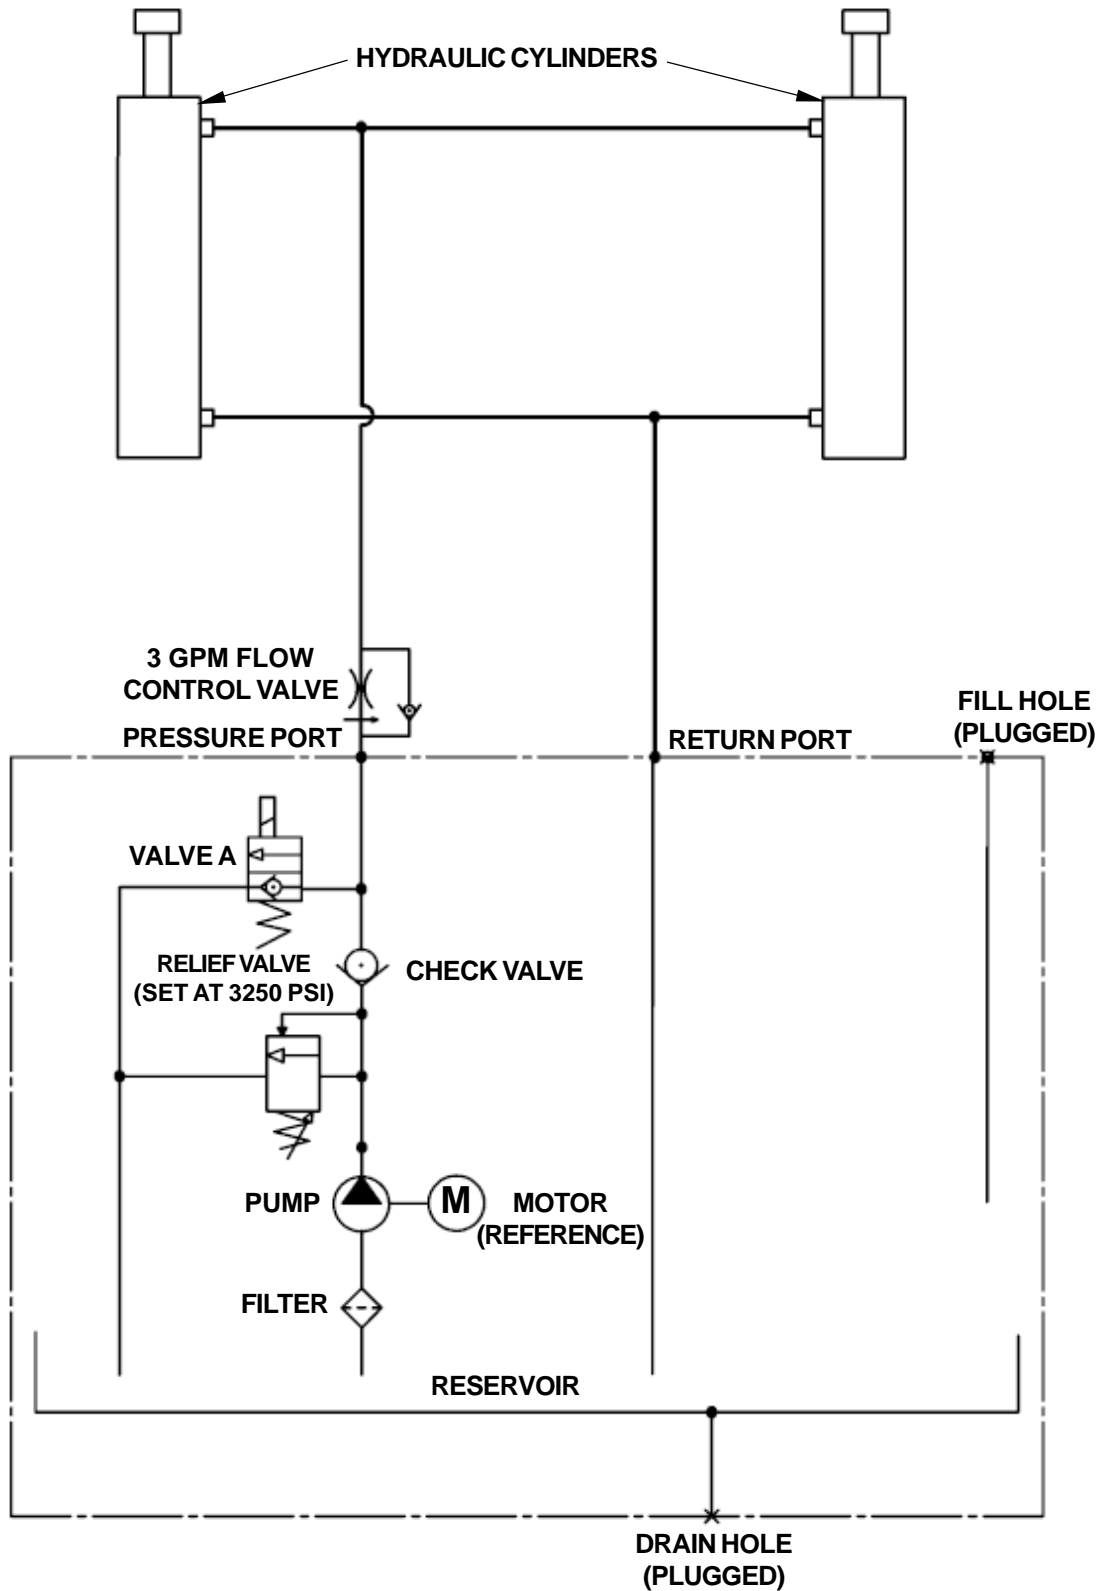 HYDRAULIC CYLINDERS
3 GPM FLOW
CONTROL VALVE
PRESSURE PORT
RETURN PORT
FILL HOLE
(PLUGGED)
VALVE A
RELIEF VALVE
(SET AT 3250 PSI)
CHECK VALVE
PUMP
M
MOTOR
(REFERENCE)
FILTER
RESERVOIR
DRAIN HOLE
(PLUGGED)